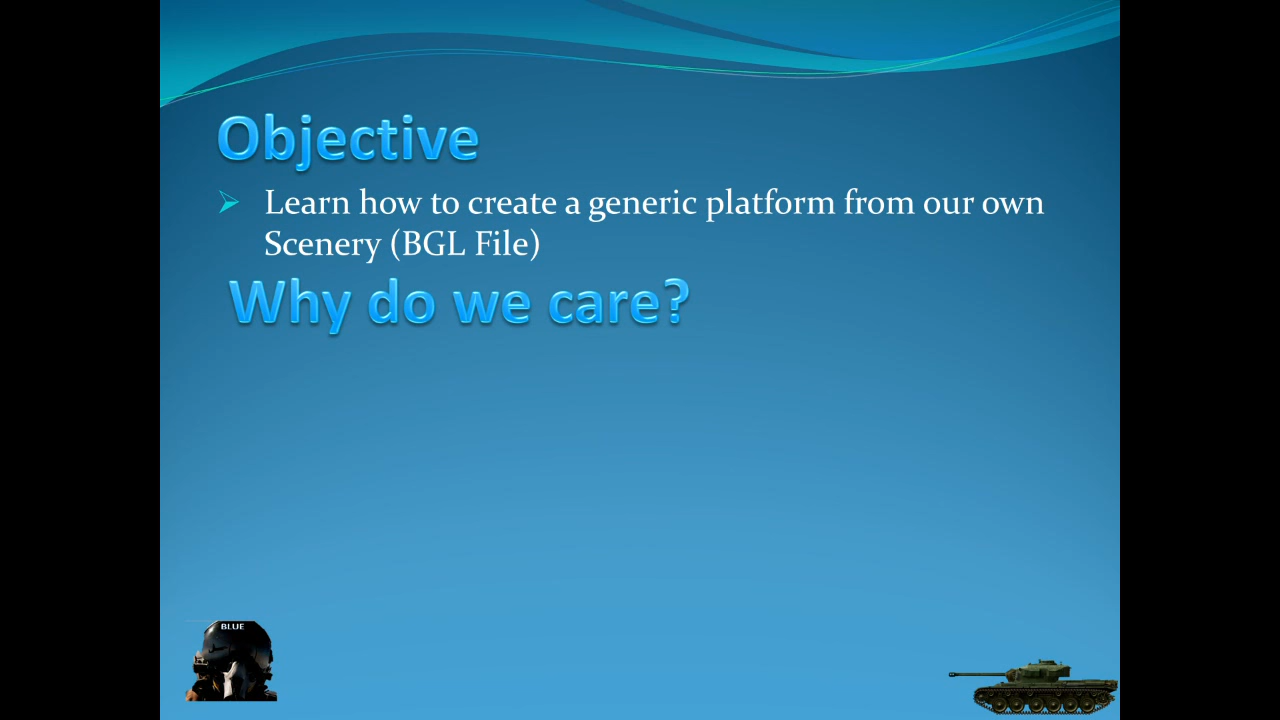 Objective
Learn how to create a generic platform from our own
Scenery (BGL File)
Why do we care?
BLUE